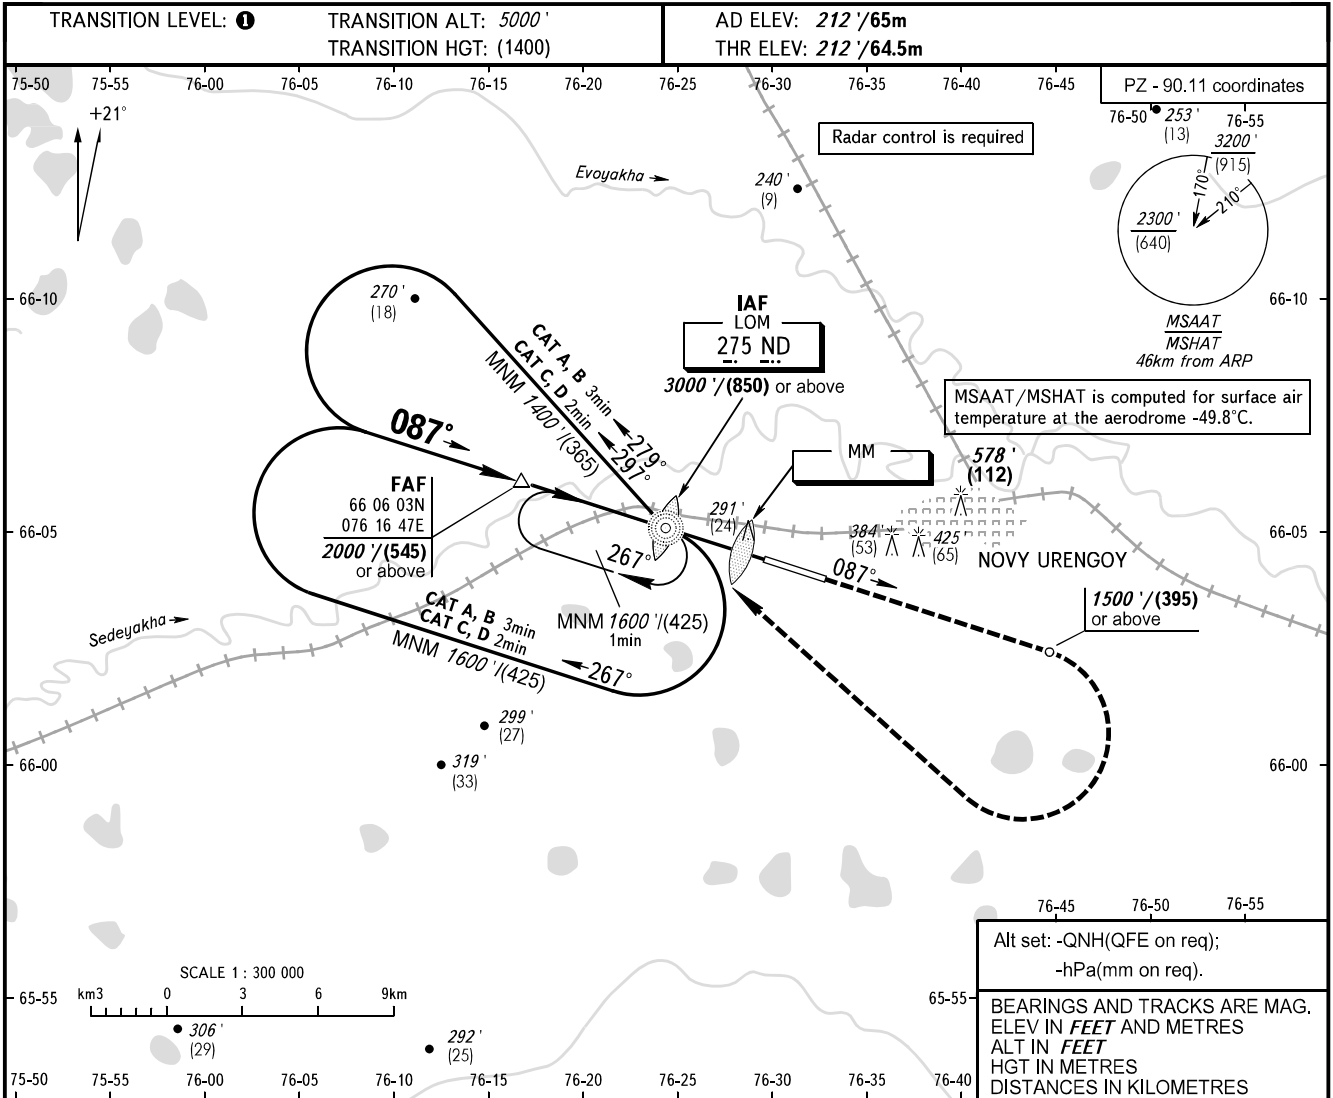 TRANSITION LEVEL: 1
TRANSITION ALT: 5000 '
TRANSITION HGT: (1400)
AD ELEV: 212 '/65m
THR ELEV: 212 '/64.5m
75-50 75-55 76-00 76-05 76-10 76-15 76-20 76-25 76-30 76-35 76-40 76-45
PZ - 90.11 coordinates
76-50 76-55
+21°
Radar control is required
253 '
(13)
3200 '
(915)
170°
210°
2300 '
(640)
MSAAT
MSHAT
46km from ARP
Evoyakha
240 '
(9)
66-10
66-10
270 '
(18)
IAF
LOM
275 ND
3000 '/(850) or above
CAT A, B 3min 279°
CAT C, D 2min 297°
MNM 1400 '/(365)
MSAAT/MSHAT is computed for surface air
temperature at the aerodrome -49.8°C.
087°
MM
578 '
(112)
FAF
66 06 03N
076 16 47E
2000 '/(545)
or above
291 '
(24)
384 '
(53)
425 '
(65)
66-05
66-05
NOVY URENGOY
267°
087°
MNM 1600 '/(425)
1min
1500 '/(395)
or above
Sedeyakha
CAT A, B 3min
CAT C, D 2min
MNM 1600 '/(425)
267°
299 '
(27)
319 '
(33)
66-00
66-00
76-45 76-50 76-55
Alt set: -QNH(QFE on req);
-hPa(mm on req).
SCALE 1 : 300 000
km3 0 3 6 9km
65-55
65-55
306 '
(29)
292 '
(25)
BEARINGS AND TRACKS ARE MAG.
ELEV IN FEET AND METRES
ALT IN FEET
HGT IN METRES
DISTANCES IN KILOMETRES
75-50 75-55 76-00 76-05 76-10 76-15 76-20 76-25 76-30 76-35 76-40